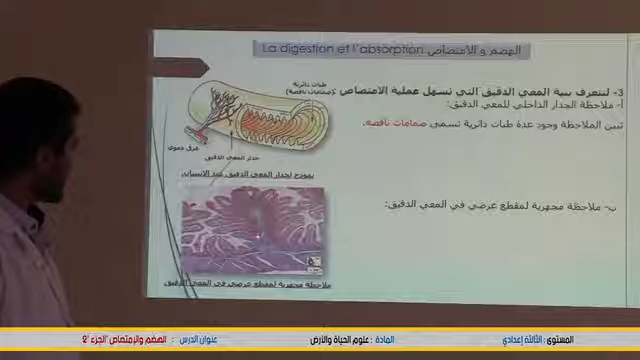 الهضم و الامتصاص La digestion et l'absorption
3- لنتعرف بنية المعي الدقيق التي تسهل عملية الامتصاص
أ- ملاحظة الجدار الداخلي للمعي الدقيق:
تبين الملاحظة وجود عدة طيات دائرية تسمى صمامات ناقصة.
طيات دائرية
(صمامات ناقصة)
عرق دموي
جدار المعي الدقيق
نموذج لجدار المعي الدقيق عند الإنسان
ب- ملاحظة مجهرية لمقطع عرضي في المعي الدقيق:
ملاحظة مجهرية لمقطع عرضي في المعي الدقيق
المستوى : الثالثة إعدادي
المادة : علوم الحياة والأرض
عنوان الدرس : الهضم والإمتصاص "الجزء 2"